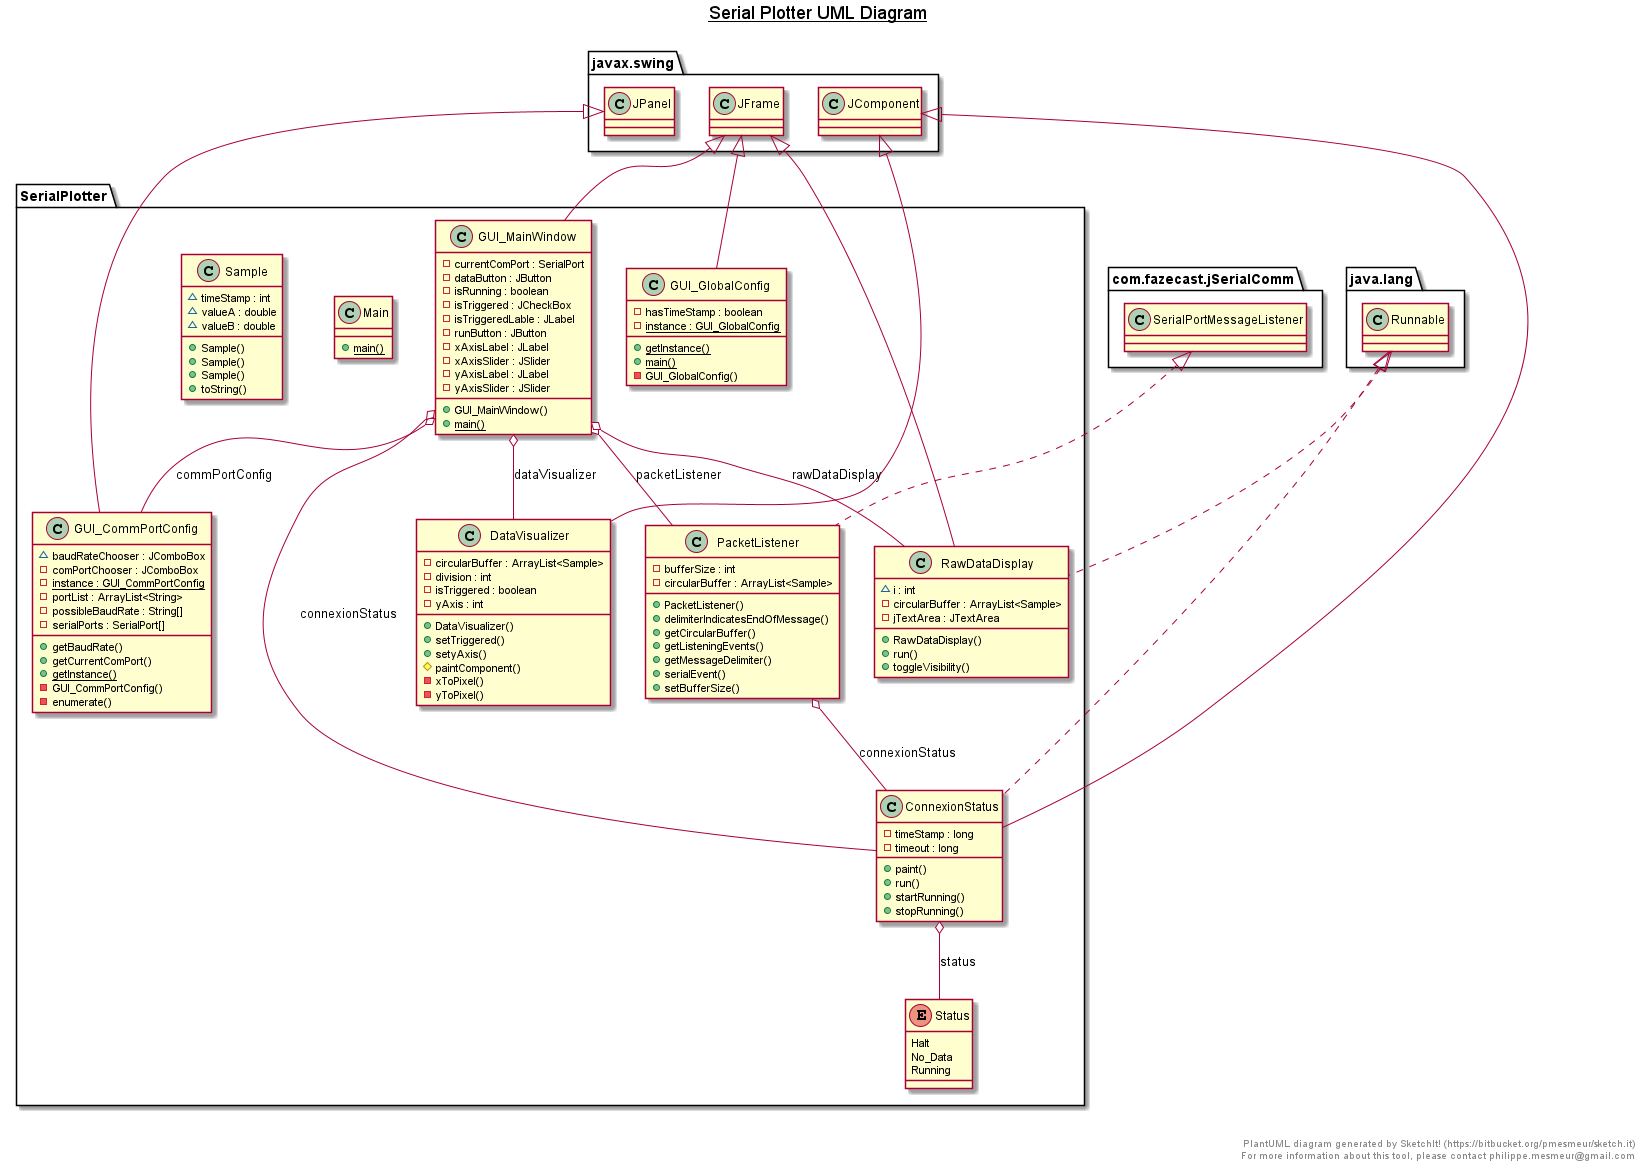 Serial Plotter UML Diagram
javax.swing
JPanel
JFrame
JComponent
SerialPlotter
GUI_MainWindow
currentComPort : SerialPort
dataButton : JButton
isRunning : boolean
isTriggered : JCheckBox
isTriggeredLable : JLabel
runButton : JButton
xAxisLabel : JLabel
xAxisSlider : JSlider
yAxisLabel : JLabel
yAxisSlider : JSlider
GUI_MainWindow()
main()
Sample
timeStamp : int
valueA : double
valueB : double
Sample()
Sample()
Sample()
toString()
Main
main()
GUI_GlobalConfig
hasTimeStamp : boolean
instance : GUI_GlobalConfig
getInstance()
main()
GUI_GlobalConfig()
com.fazecast.jSerialComm
SerialPortMessageListener
java.lang
Runnable
commPortConfig
dataVisualizer
packetListener
rawDataDisplay
GUI_CommPortConfig
baudRateChooser : JComboBox
comPortChooser : JComboBox
instance : GUI_CommPortConfig
portList : ArrayList<String>
possibleBaudRate : String[]
serialPorts : SerialPort[]
getBaudRate()
getCurrentComPort()
getInstance()
GUI_CommPortConfig()
enumerate()
connexionStatus
DataVisualizer
circularBuffer : ArrayList<Sample>
division : int
isTriggered : boolean
yAxis : int
DataVisualizer()
setTriggered()
setyAxis()
paintComponent()
xToPixel()
yToPixel()
PacketListener
bufferSize : int
circularBuffer : ArrayList<Sample>
PacketListener()
delimiterIndicatesEndOfMessage()
getCircularBuffer()
getListeningEvents()
getMessageDelimiter()
serialEvent()
setBufferSize()
RawDataDisplay
i : int
circularBuffer : ArrayList<Sample>
jTextArea : JTextArea
RawDataDisplay()
run()
toggleVisibility()
connexionStatus
ConnexionStatus
timeStamp : long
timeout : long
paint()
run()
startRunning()
stopRunning()
status
Status
Halt
No_Data
Running
PlantUML diagram generated by SketchIt! (https://bitbucket.org/pmesmeur/sketch.it)
For more information about this tool, please contact philippe.mesmeur@gmail.com